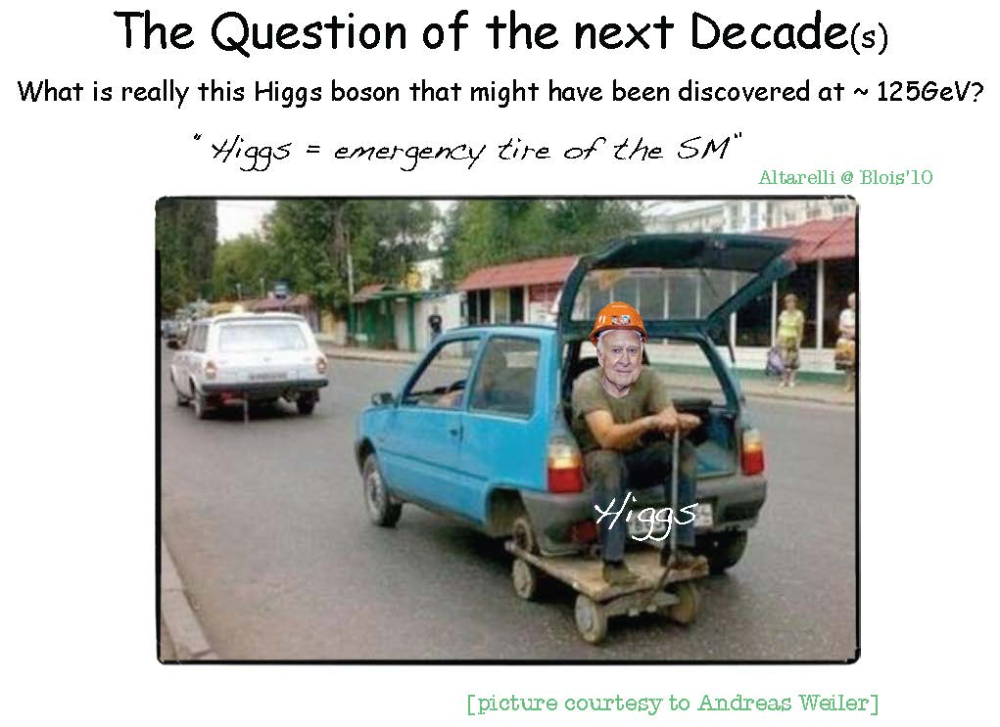 The Question of the next Decade(s)
What is really this Higgs boson that might have been discovered at ~ 125GeV?
"Higgs = emergency tire of the SM"
Altarelli @ Blois'10
Higgs
[picture courtesy to Andreas Weiler]